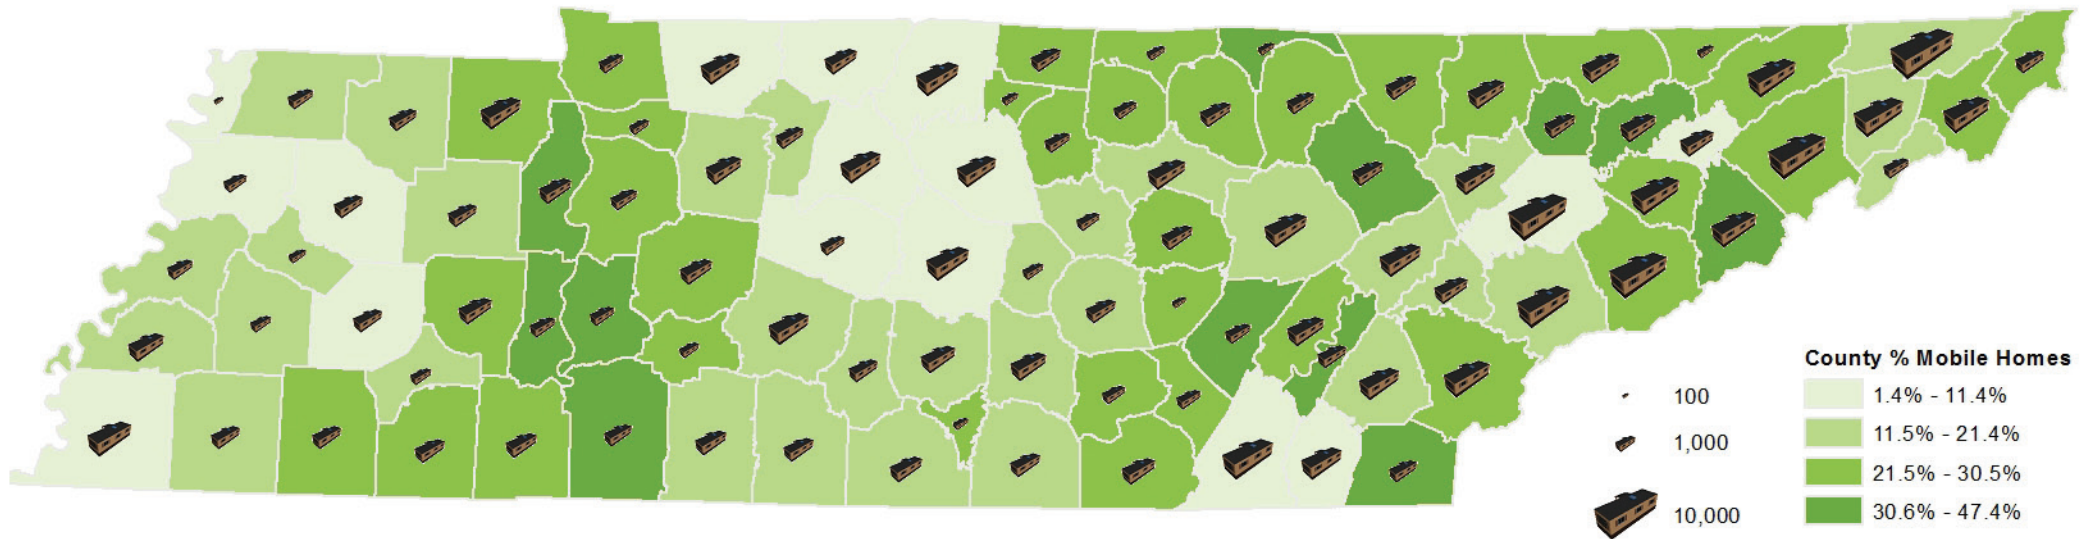 County % Mobile Homes
100
1.4% - 11.4%
1,000
11.5% - 21.4%
21.5% - 30.5%
10,000
30.6% - 47.4%